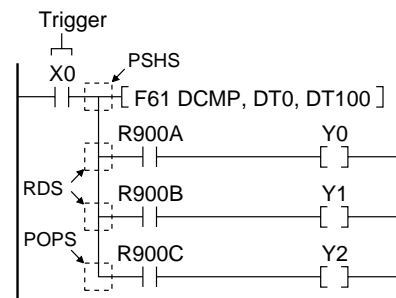 Trigger
X0
PSHS
F61 DCMP, DT0, DT100
R900A
Y0
RDS
R900B
Y1
POPS
R900C
Y2